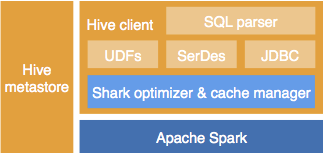 Hive
metastore
Hive client
SQL parser
UDFs
SerDes
JDBC
Shark optimizer & cache manager
Apache Spark